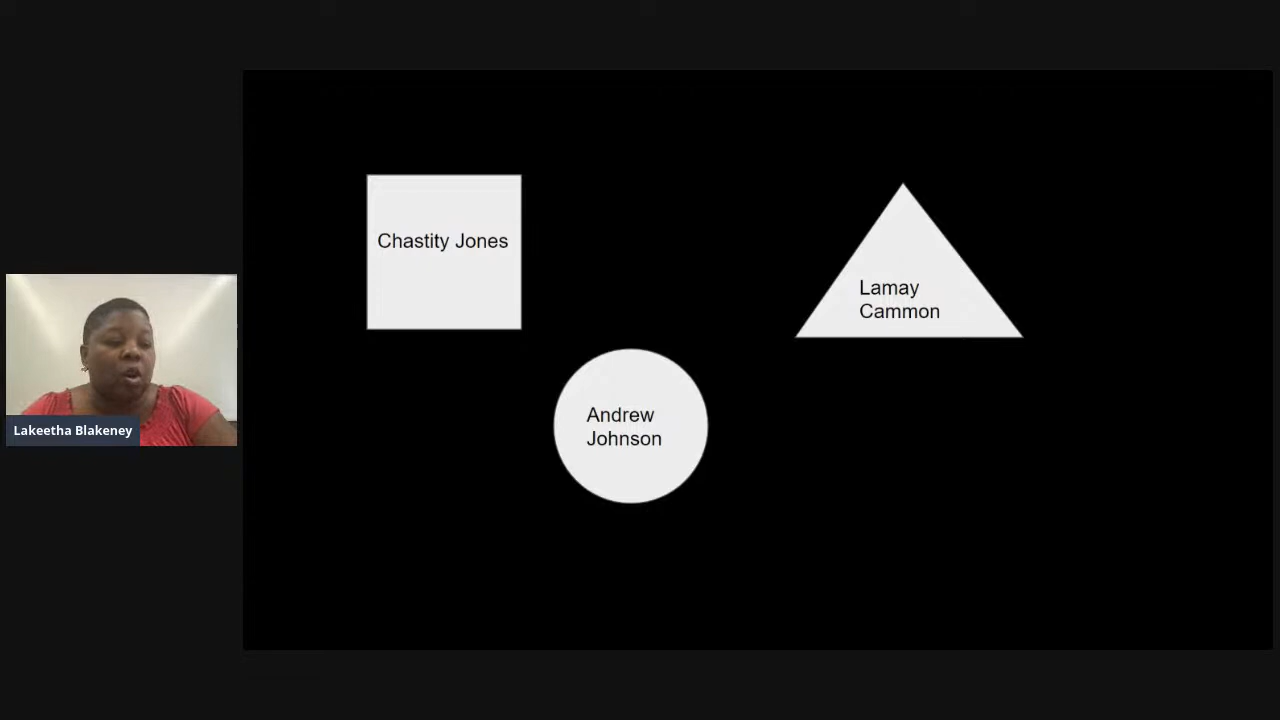 Chastity Jones
Lamay
Cammon
Andrew
Johnson
Lakeetha Blakeney